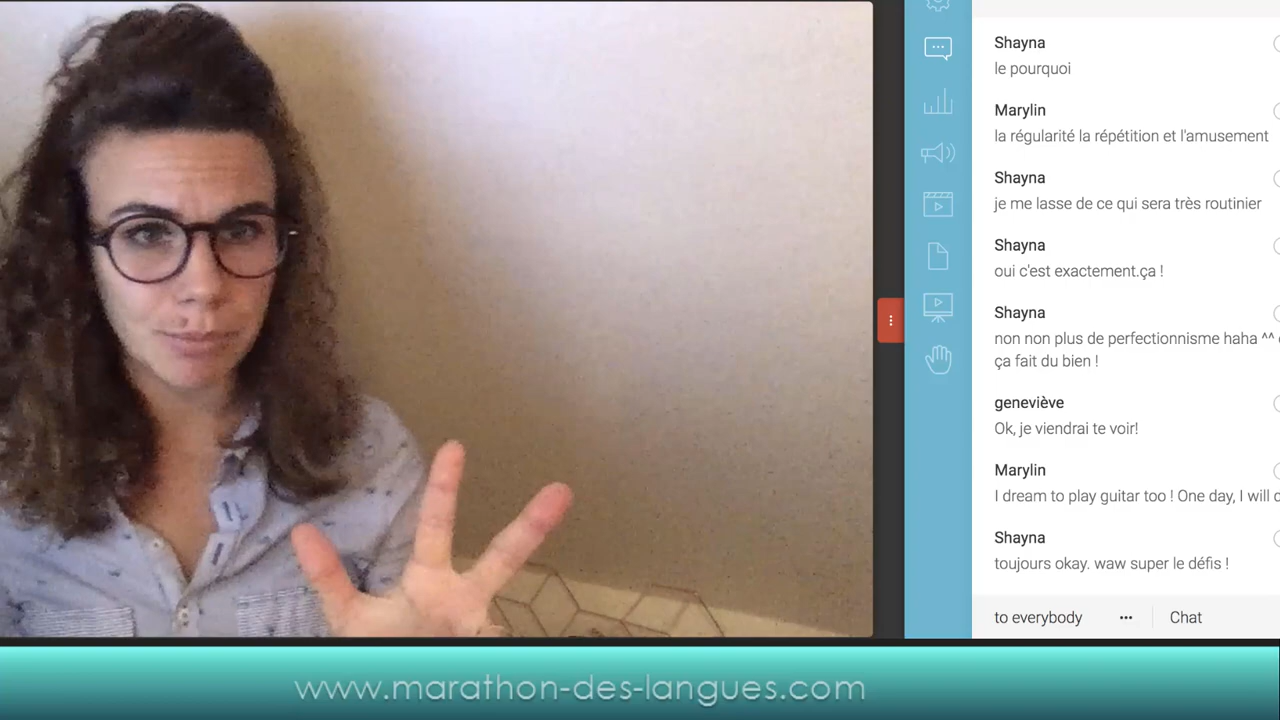 Shayna
le pourquoi
Marylin
la régularité la répétition et l'amusement
Shayna
je me lasse de ce qui sera très routinier
Shayna
oui c'est exactement.ça !
Shayna
non non plus de perfectionnisme haha ^^
ça fait du bien !
geneviève
Ok, je viendrai te voir!
Marylin
I dream to play guitar too ! One day, I will
Shayna
toujours okay. waw super le défis !
to everybody ••• Chat
www.marathon-des-langues.com